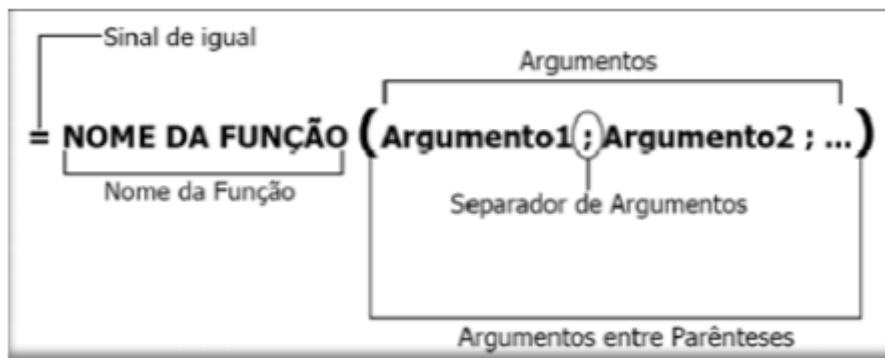 Sinal de igual
Argumentos
= NOME DA FUNÇÃO (Argumento1 ; Argumento2 ; ...)
Nome da Função
Separador de Argumentos
Argumentos entre Parênteses